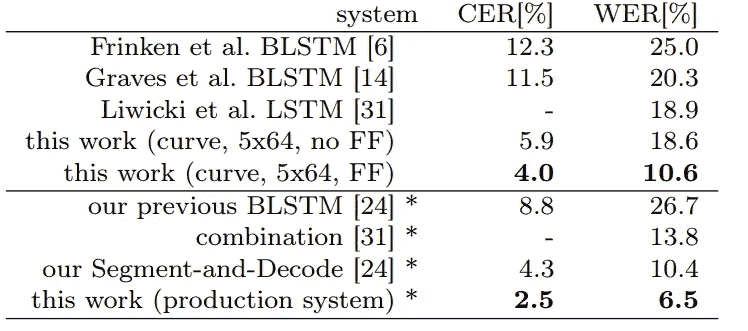 system CER[%] WER[%]
Frinken et al. BLSTM [6] 12.3 25.0
Graves et al. BLSTM [14] 11.5 20.3
Liwicki et al. LSTM [31] - 18.9
this work (curve, 5x64, no FF) 5.9 18.6
this work (curve, 5x64, FF) 4.0 10.6
our previous BLSTM [24] * 8.8 26.7
combination [31] * - 13.8
our Segment-and-Decode [24] * 4.3 10.4
this work (production system) * 2.5 6.5